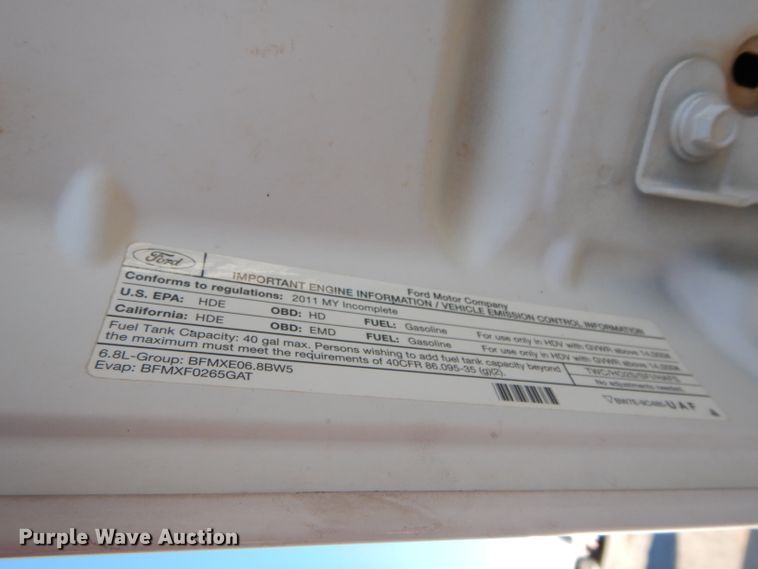 Ford
Ford Motor Company
IMPORTANT ENGINE INFORMATION / VEHICLE EMISSION CONTROL INFORMATION
Conforms to regulations: 2011 MY Incomplete
U.S. EPA: HDE OBD: HD FUEL: Gasoline For use only in HDV with GVWR above 14,000#
California: HDE OBD: EMD FUEL: Gasoline For use only in HDV with GVWR above 14,000#
Fuel Tank Capacity: 40 gal max. Persons wishing to add fuel tank capacity beyond
the maximum must meet the requirements of 40CFR 86.095-35 (g)(2).
No adjustments needed.
6.8L-Group: BFMXE06.8BW5
Evap: BFMXF0265GAT
UAF
Purple Wave Auction